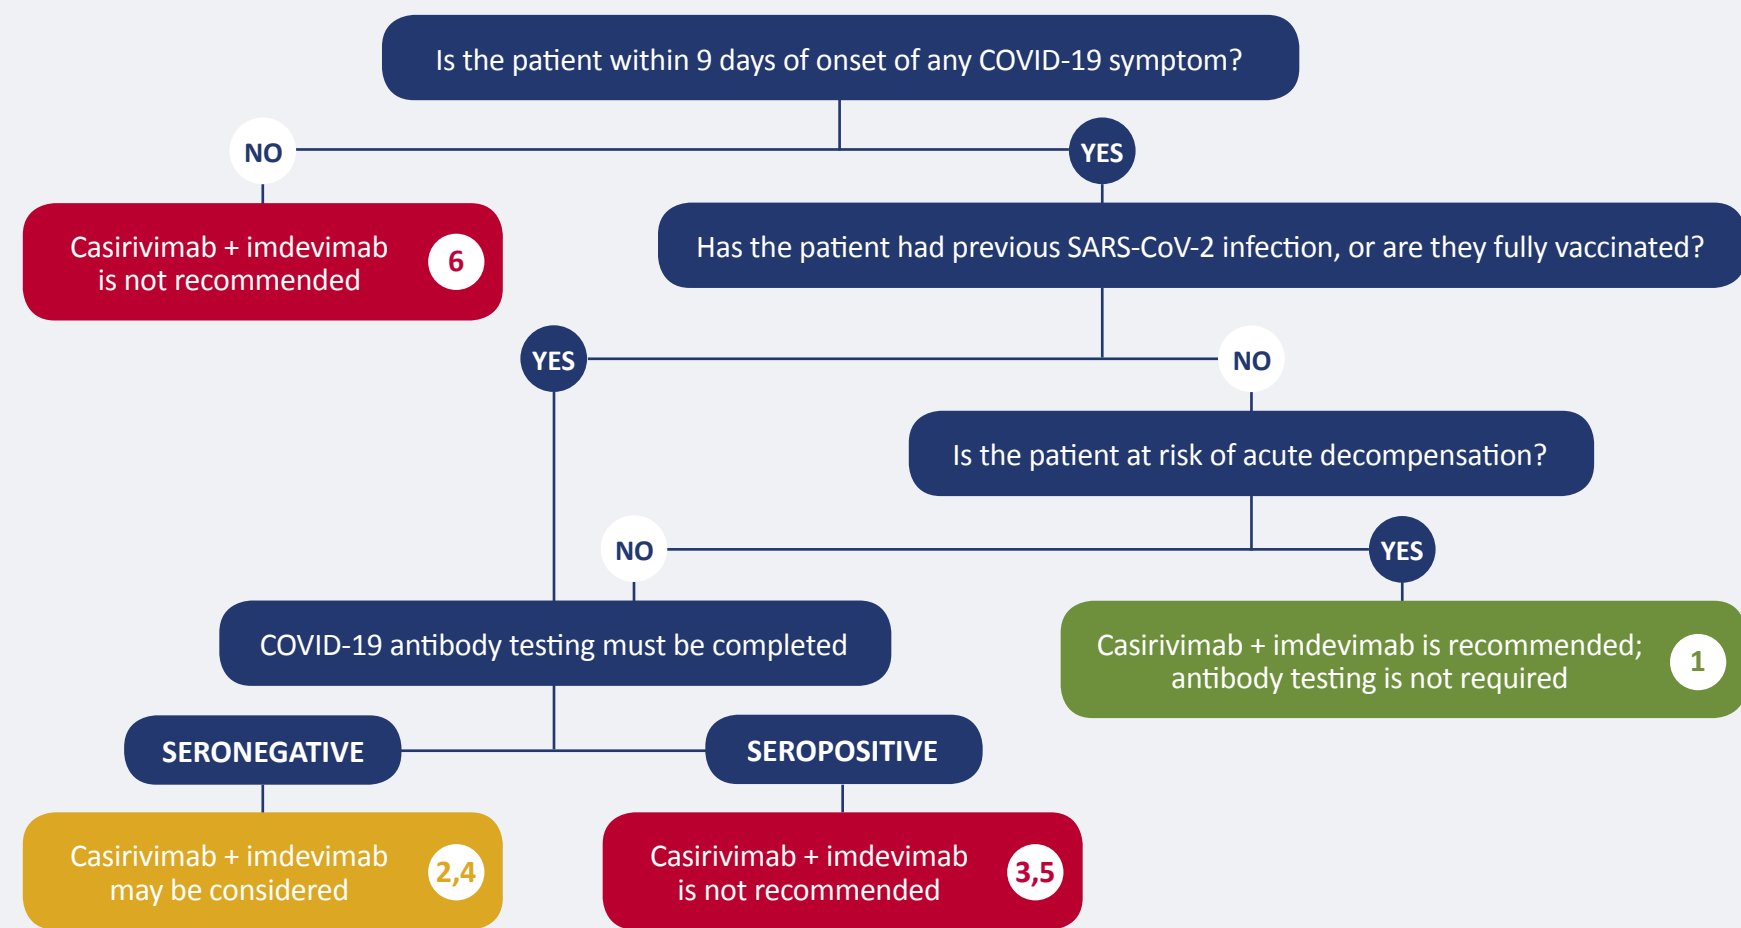 Is the patient within 9 days of onset of any COVID-19 symptom?
NO
YES
Casirivimab + imdevimab
is not recommended
6
Has the patient had previous SARS-CoV-2 infection, or are they fully vaccinated?
YES
NO
Is the patient at risk of acute decompensation?
NO
YES
COVID-19 antibody testing must be completed
Casirivimab + imdevimab is recommended;
antibody testing is not required
1
SERONEGATIVE
SEROPOSITIVE
Casirivimab + imdevimab
may be considered
2,4
Casirivimab + imdevimab
is not recommended
3,5